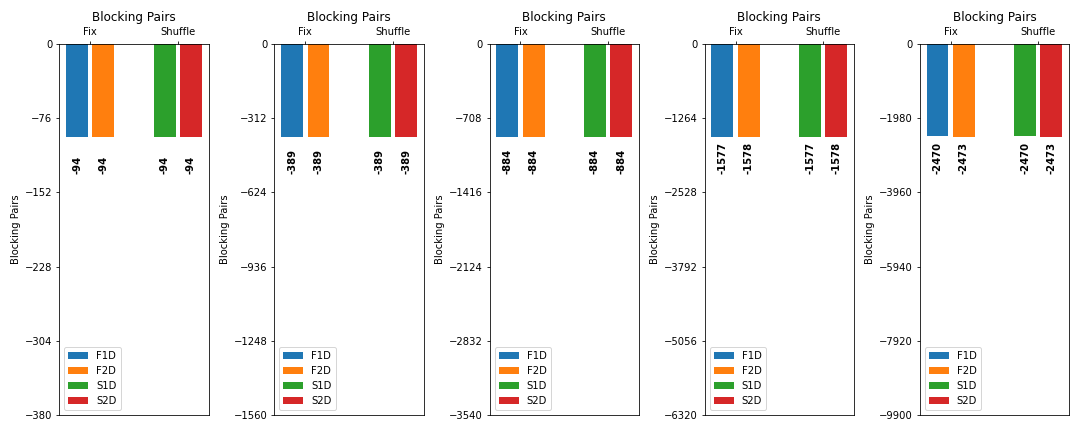 Blocking Pairs
Fix Shuffle
0
−76
−152
−228
−304
−380
Blocking Pairs
-94 -94 -94 -94
F1D
F2D
S1D
S2D
Blocking Pairs
Fix Shuffle
0
−312
−624
−936
−1248
−1560
Blocking Pairs
-389 -389 -389 -389
F1D
F2D
S1D
S2D
Blocking Pairs
Fix Shuffle
0
−708
−1416
−2124
−2832
−3540
Blocking Pairs
-884 -884 -884 -884
F1D
F2D
S1D
S2D
Blocking Pairs
Fix Shuffle
0
−1264
−2528
−3792
−5056
−6320
Blocking Pairs
-1577 -1578 -1577 -1578
F1D
F2D
S1D
S2D
Blocking Pairs
Fix Shuffle
0
−1980
−3960
−5940
−7920
−9900
Blocking Pairs
-2470 -2473 -2470 -2473
F1D
F2D
S1D
S2D